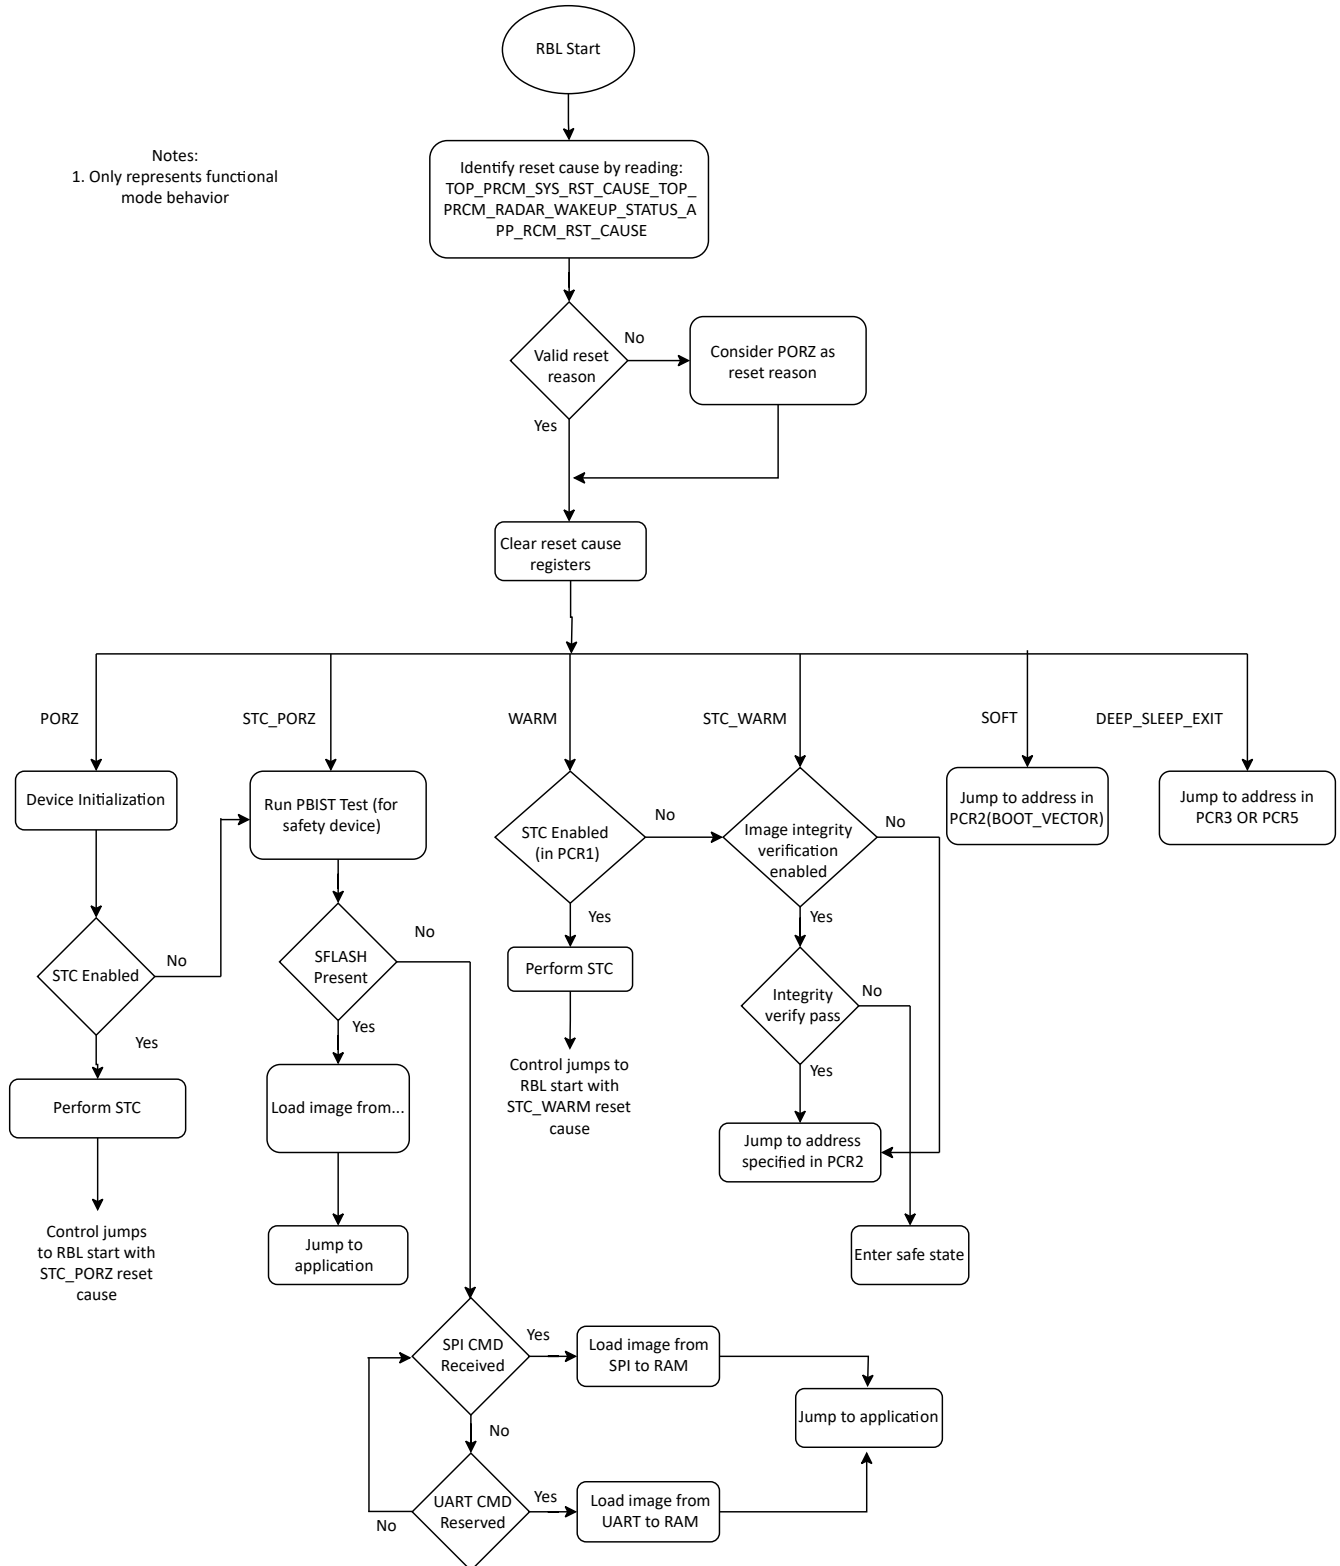 RBL Start
Notes:
1. Only represents functional
mode behavior
Identify reset cause by reading:
TOP_PRCM_SYS_RST_CAUSE_TOP_
PRCM_RADAR_WAKEUP_STATUS_A
PP_RCM_RST_CAUSE
Valid reset
reason
No
Consider PORZ as
reset reason
Yes
Clear reset cause
registers
PORZ
STC_PORZ
WARM
STC_WARM
SOFT
DEEP_SLEEP_EXIT
Device Initialization
Run PBIST Test (for
safety device)
STC Enabled
(in PCR1)
No
Image integrity
verification
enabled
No
Jump to address in
PCR2(BOOT_VECTOR)
Jump to address in
PCR3 OR PCR5
STC Enabled
No
Yes
Perform STC
Control jumps
to RBL start with
STC_PORZ reset
cause
SFLASH
Present
No
Yes
Load image from...
Jump to
application
Yes
Perform STC
Control jumps to
RBL start with
STC_WARM reset
cause
Yes
Integrity
verify pass
No
Yes
Jump to address
specified in PCR2
Enter safe state
SPI CMD
Received
Yes
Load image from
SPI to RAM
No
Jump to application
UART CMD
Reserved
Yes
Load image from
UART to RAM
No